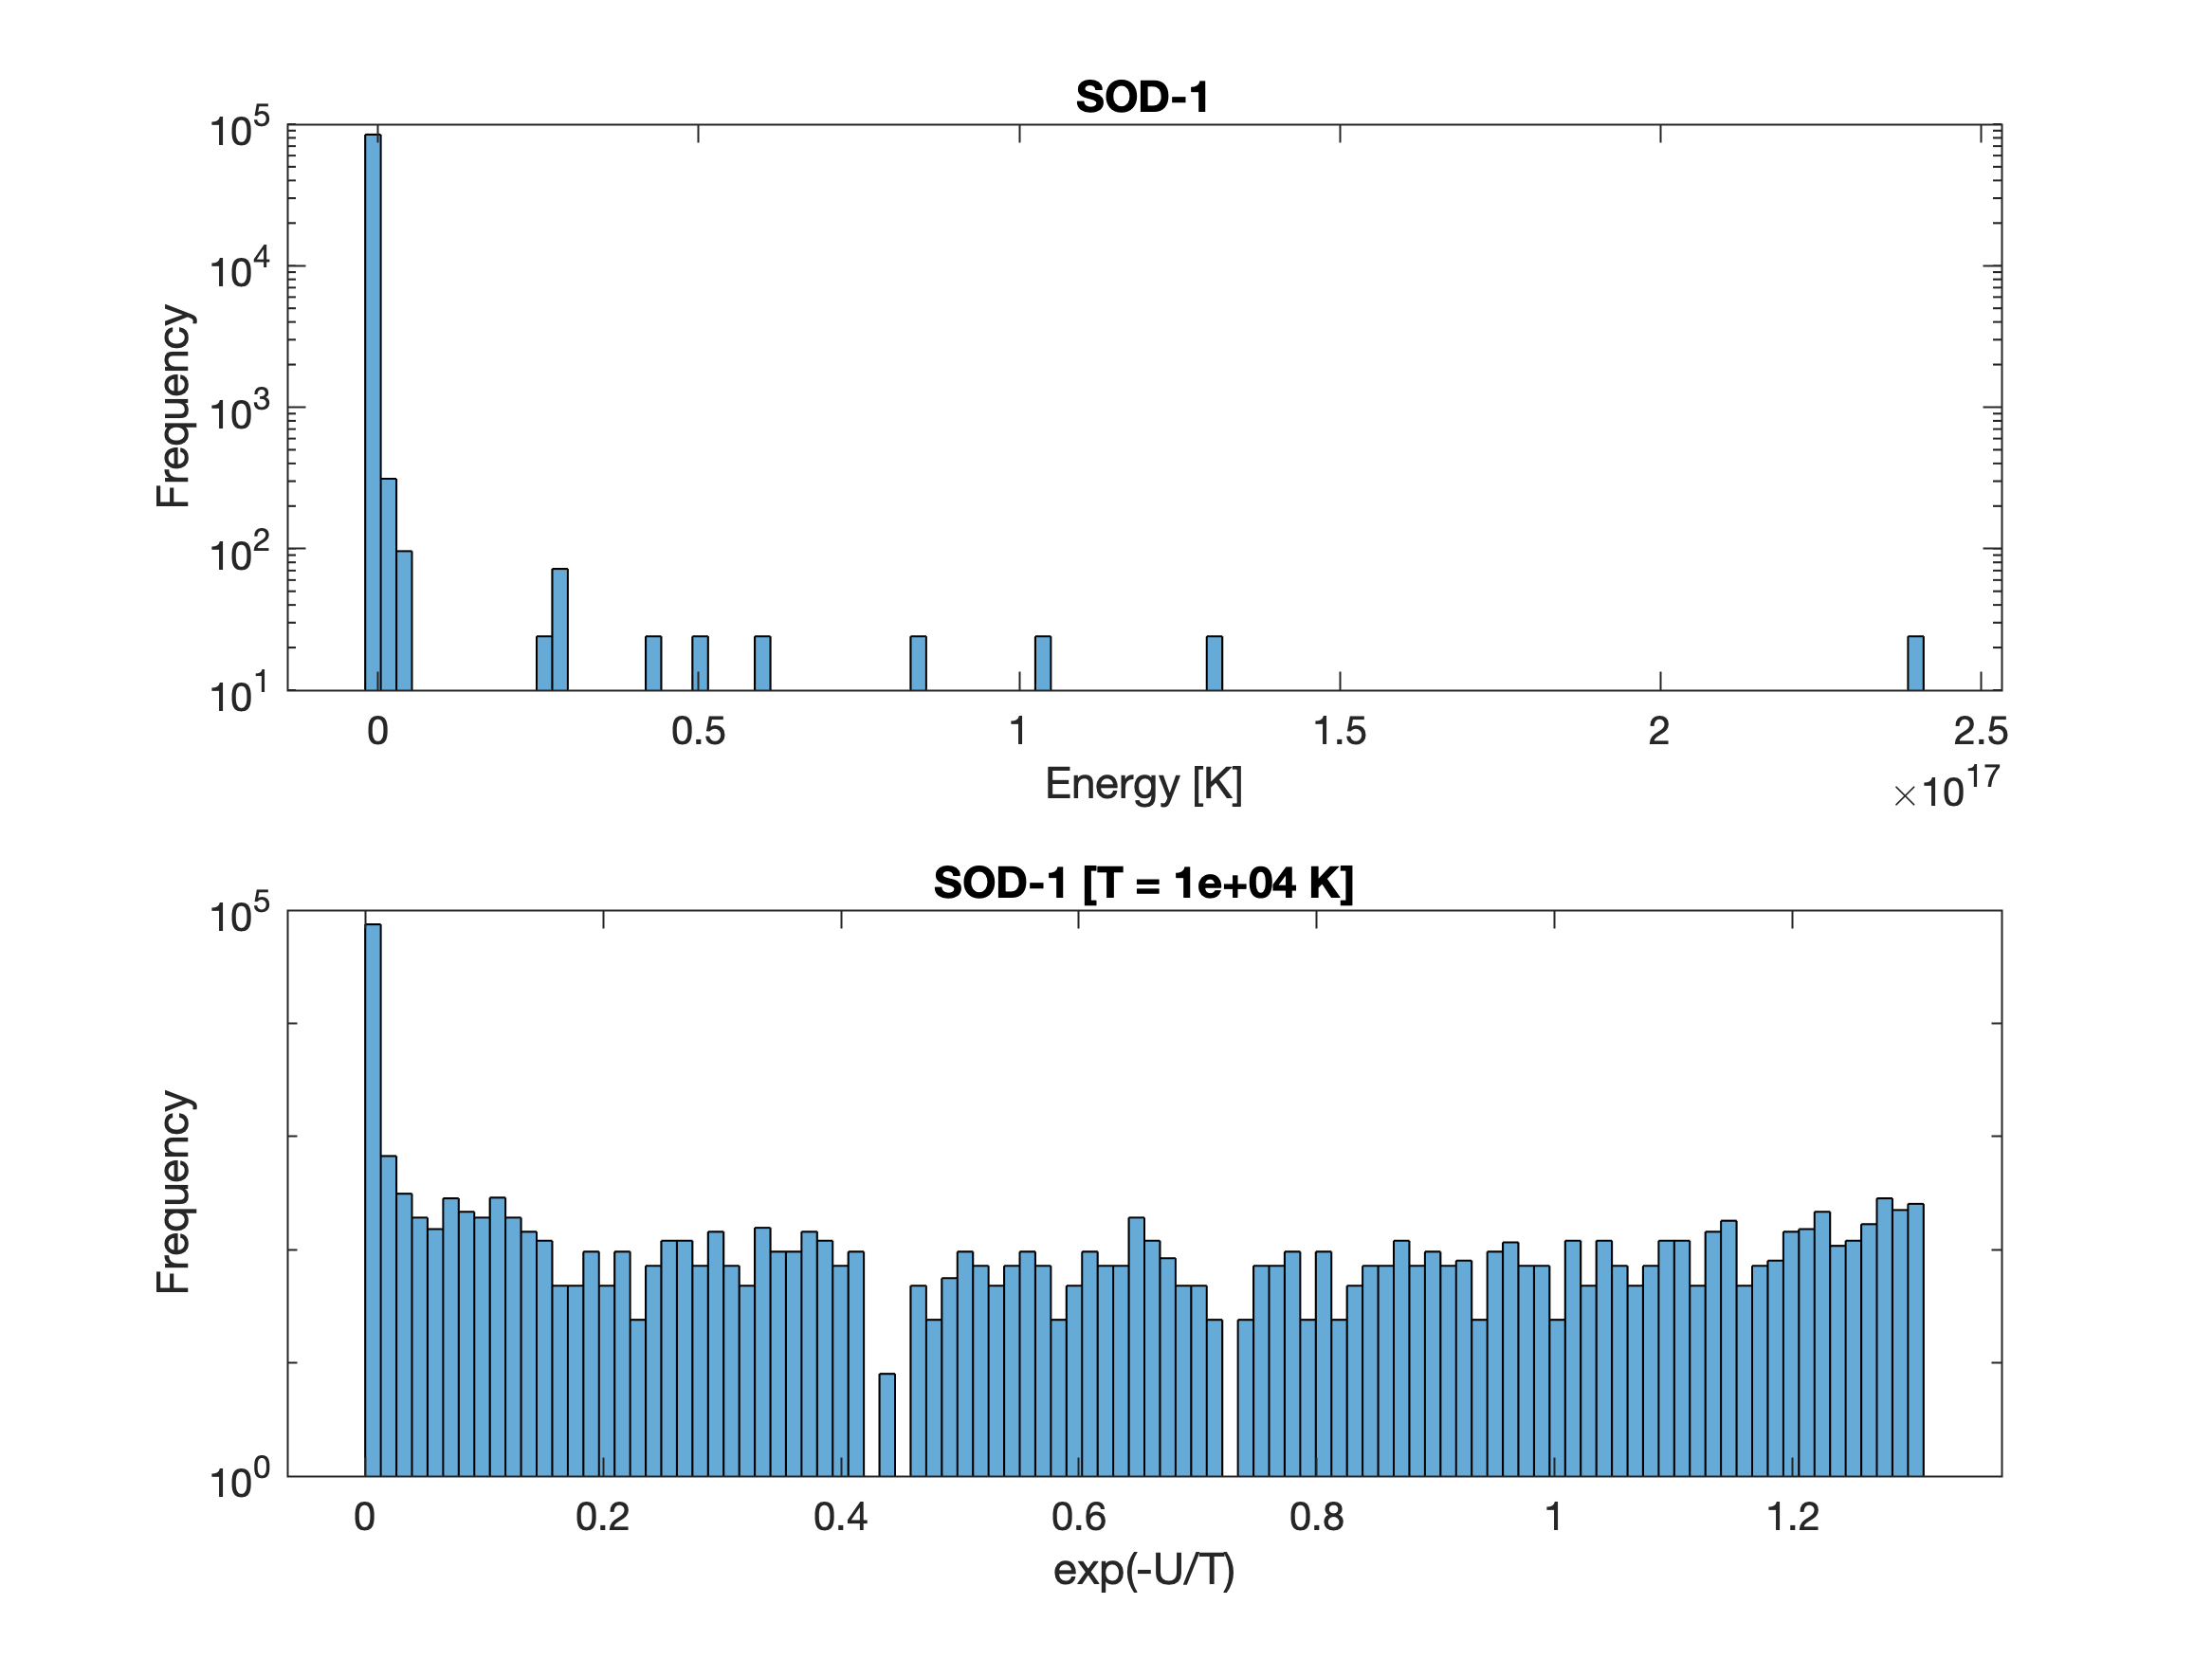 SOD-1
10^5
10^4
10^3
10^2
10^1
Frequency
0 0.5 1 1.5 2 2.5
Energy [K]
×10^17
SOD-1 [T = 1e+04 K]
10^5
10^0
Frequency
0 0.2 0.4 0.6 0.8 1 1.2
exp(-U/T)